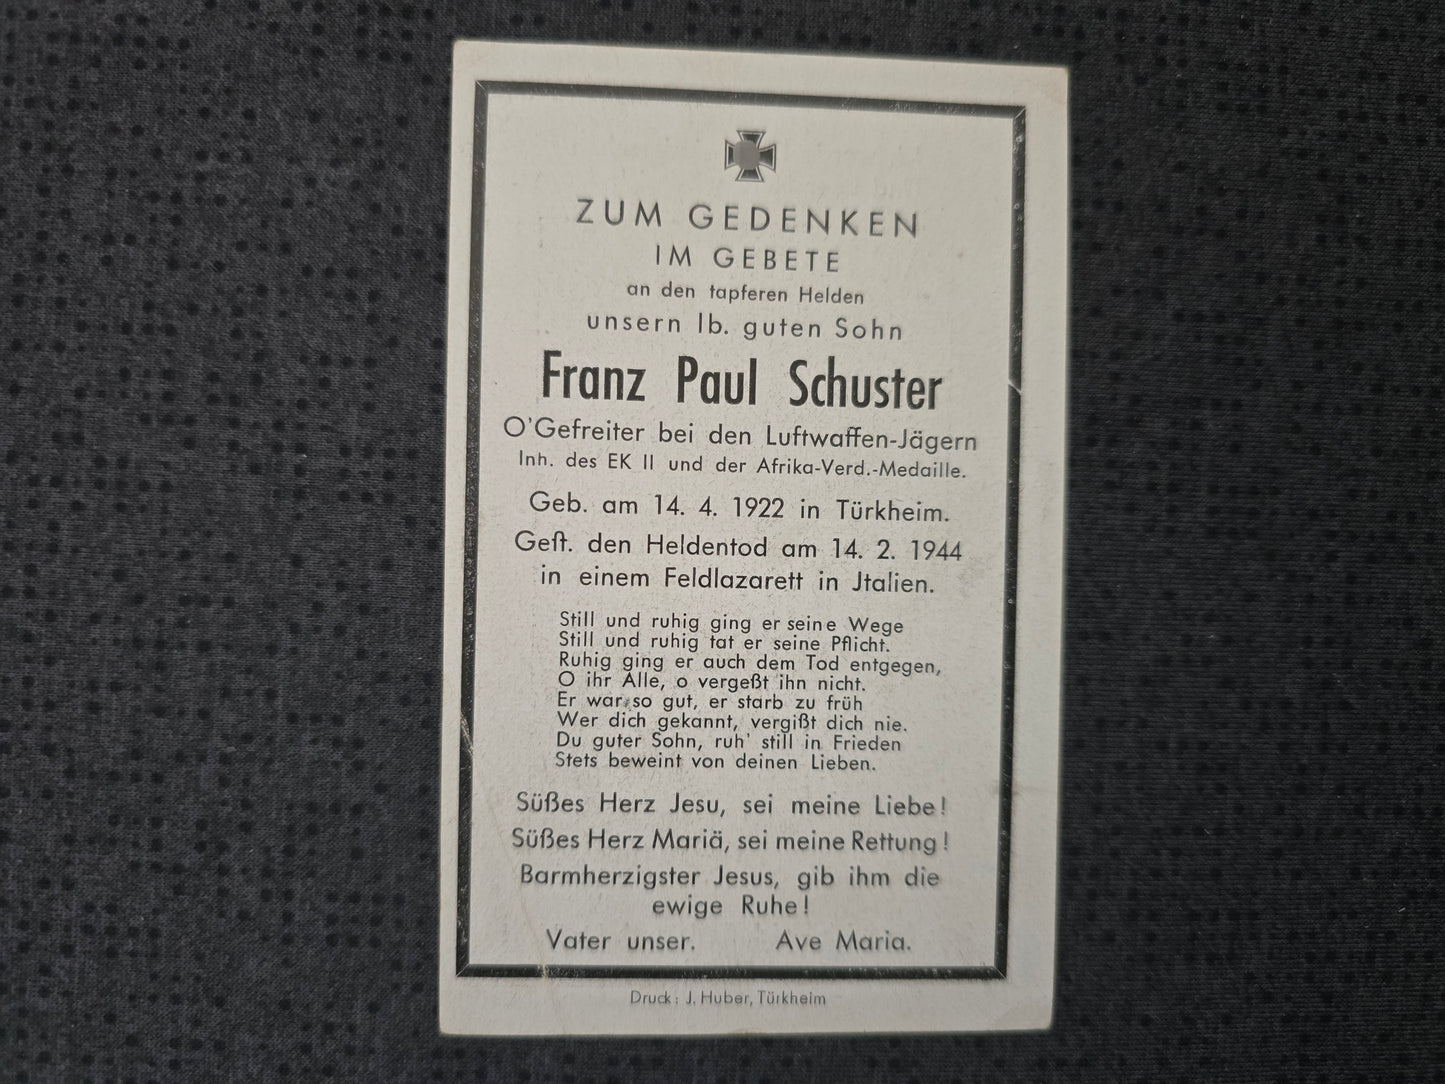 ZUM GEDENKEN
IM GEBETE
an den tapferen Helden
unsern lb. guten Sohn
Franz Paul Schuster
O'Gefreiter bei den Luftwaffen-Jägern
Inh. des EK II und der Afrika-Verd.-Medaille.
Geb. am 14. 4. 1922 in Türkheim.
Gest. den Heldentod am 14. 2. 1944
in einem Feldlazarett in Jtalien.
Still und ruhig ging er seine Wege
Still und ruhig tat er seine Pflicht.
Ruhig ging er auch dem Tod entgegen,
O ihr Alle, o vergeßt ihn nicht.
Er war so gut, er starb zu früh
Wer dich gekannt, vergißt dich nie.
Du guter Sohn, ruh' still in Frieden
Stets beweint von deinen Lieben.
Süßes Herz Jesu, sei meine Liebe!
Süßes Herz Mariä, sei meine Rettung!
Barmherzigster Jesus, gib ihm die
ewige Ruhe!
Vater unser. Ave Maria.
Druck: J. Huber, Türkheim